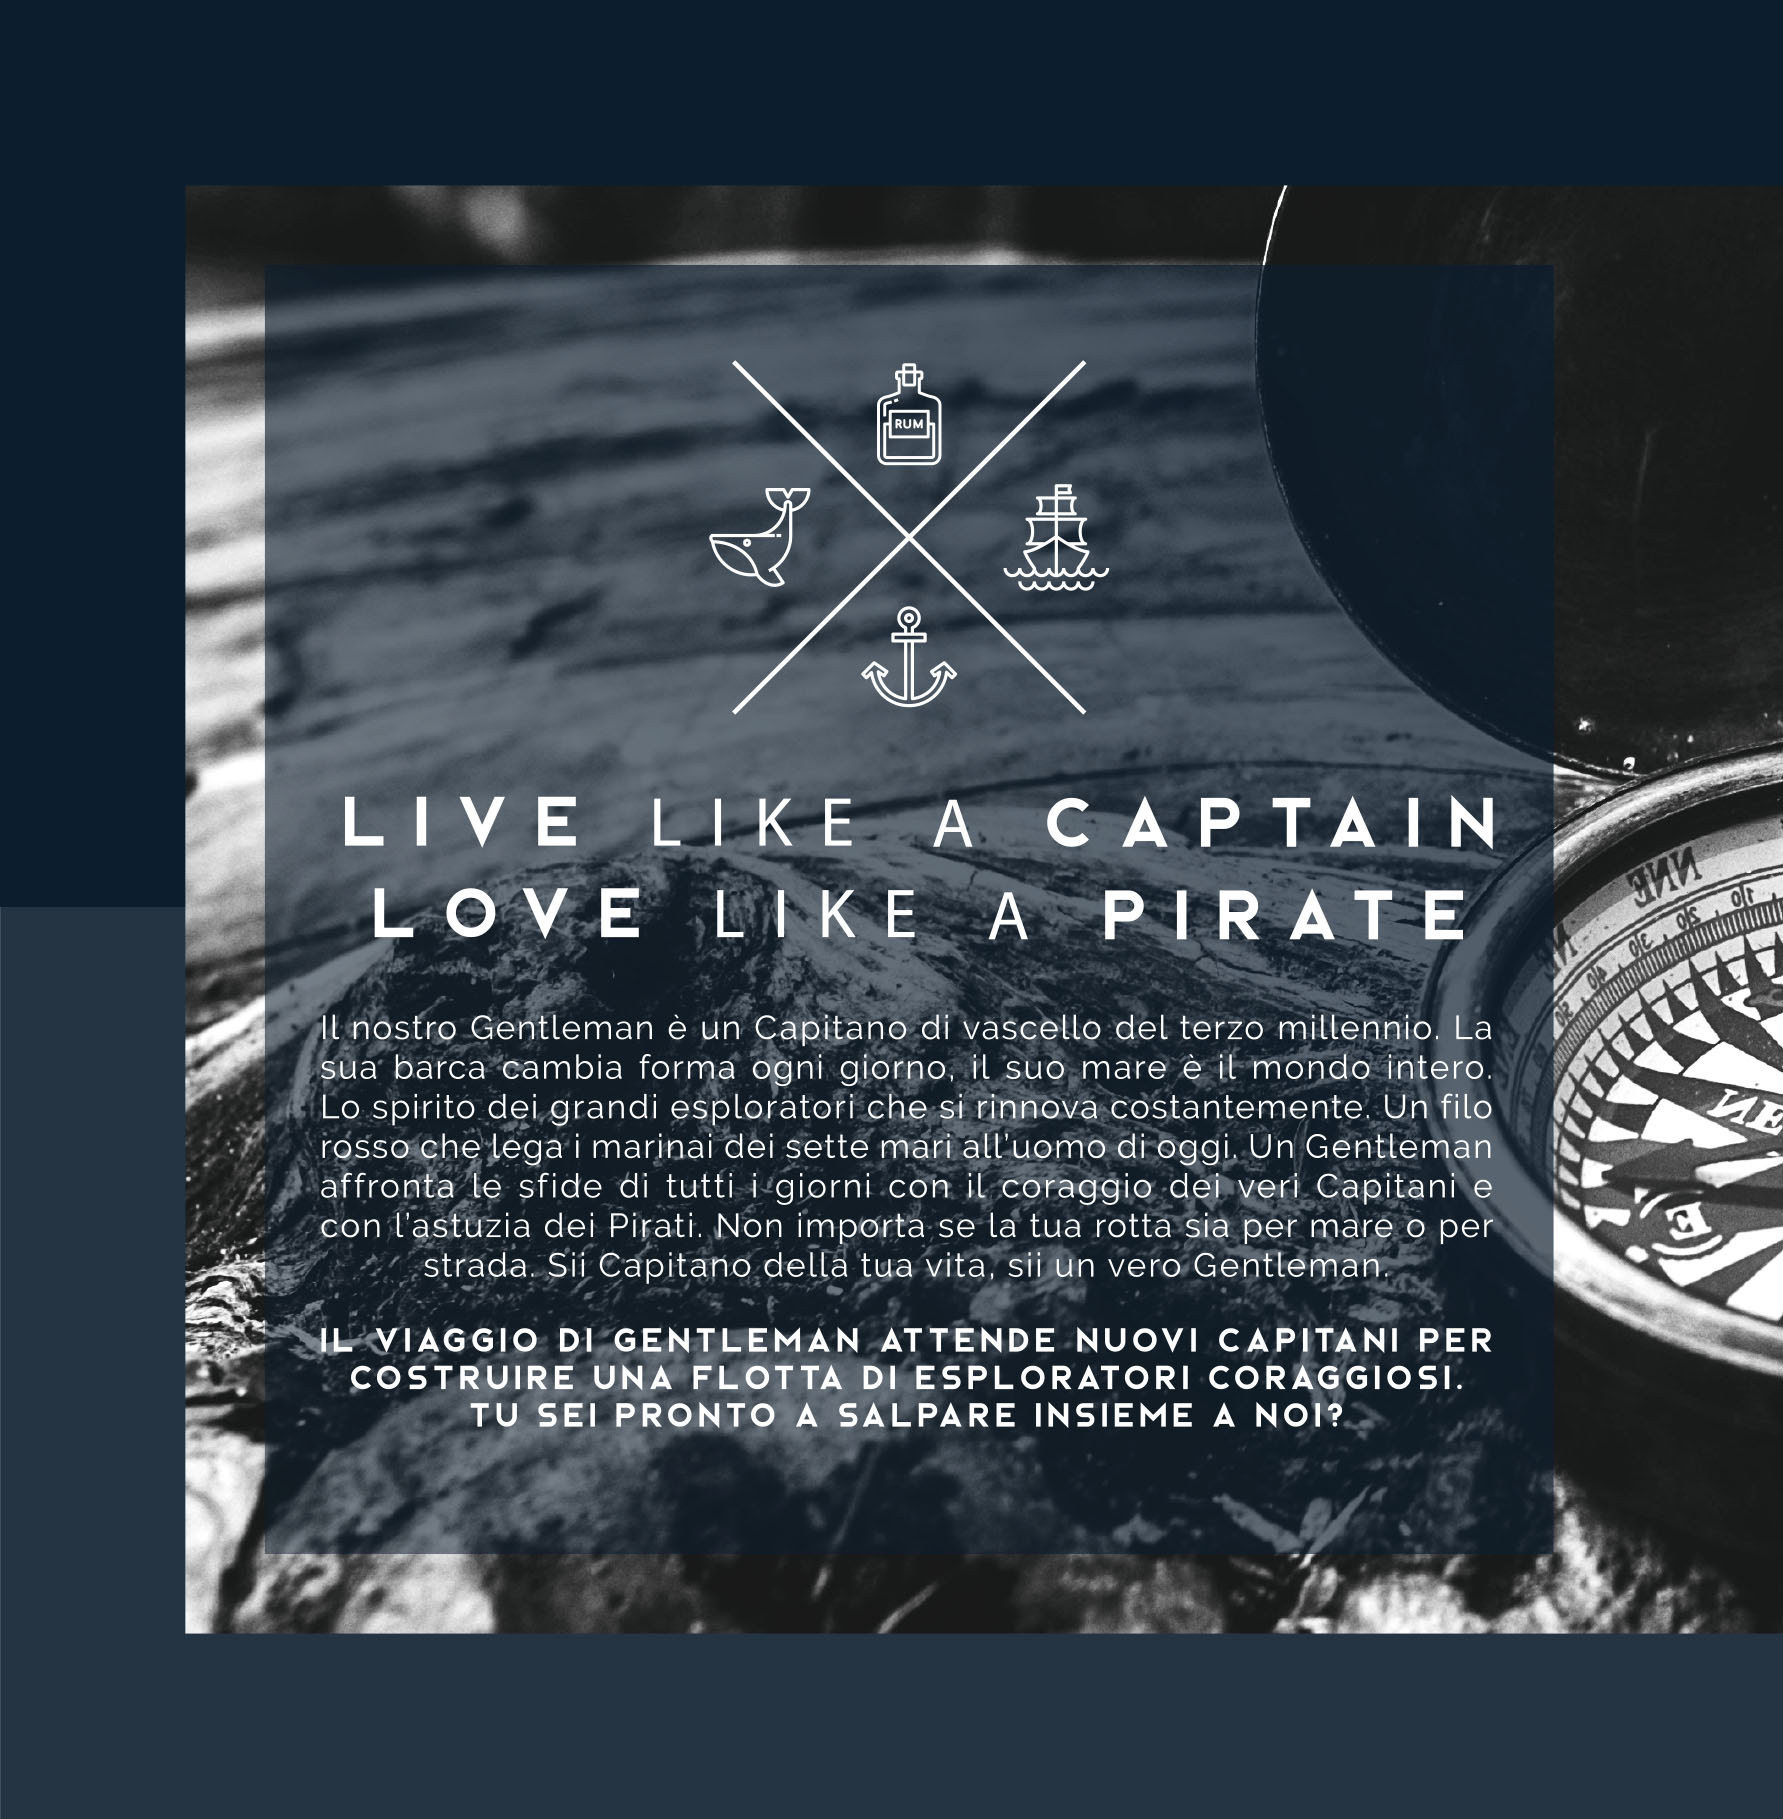 RUM
LIVE LIKE A CAPTAIN
LOVE LIKE A PIRATE
Il nostro Gentleman è un Capitano di vascello del terzo millennio. La
sua barca cambia forma ogni giorno, il suo mare è il mondo intero.
Lo spirito dei grandi esploratori che si rinnova costantemente. Un filo
rosso che lega i marinai dei sette mari all’uomo di oggi. Un Gentleman
affronta le sfide di tutti i giorni con il coraggio dei veri Capitani e
con l’astuzia dei Pirati. Non importa se la tua rotta sia per mare o per
strada. Sii Capitano della tua vita, sii un vero Gentleman.
IL VIAGGIO DI GENTLEMAN ATTENDE NUOVI CAPITANI PER
COSTRUIRE UNA FLOTTA DI ESPLORATORI CORAGGIOSI.
TU SEI PRONTO A SALPARE INSIEME A NOI?
NNE
NE
E